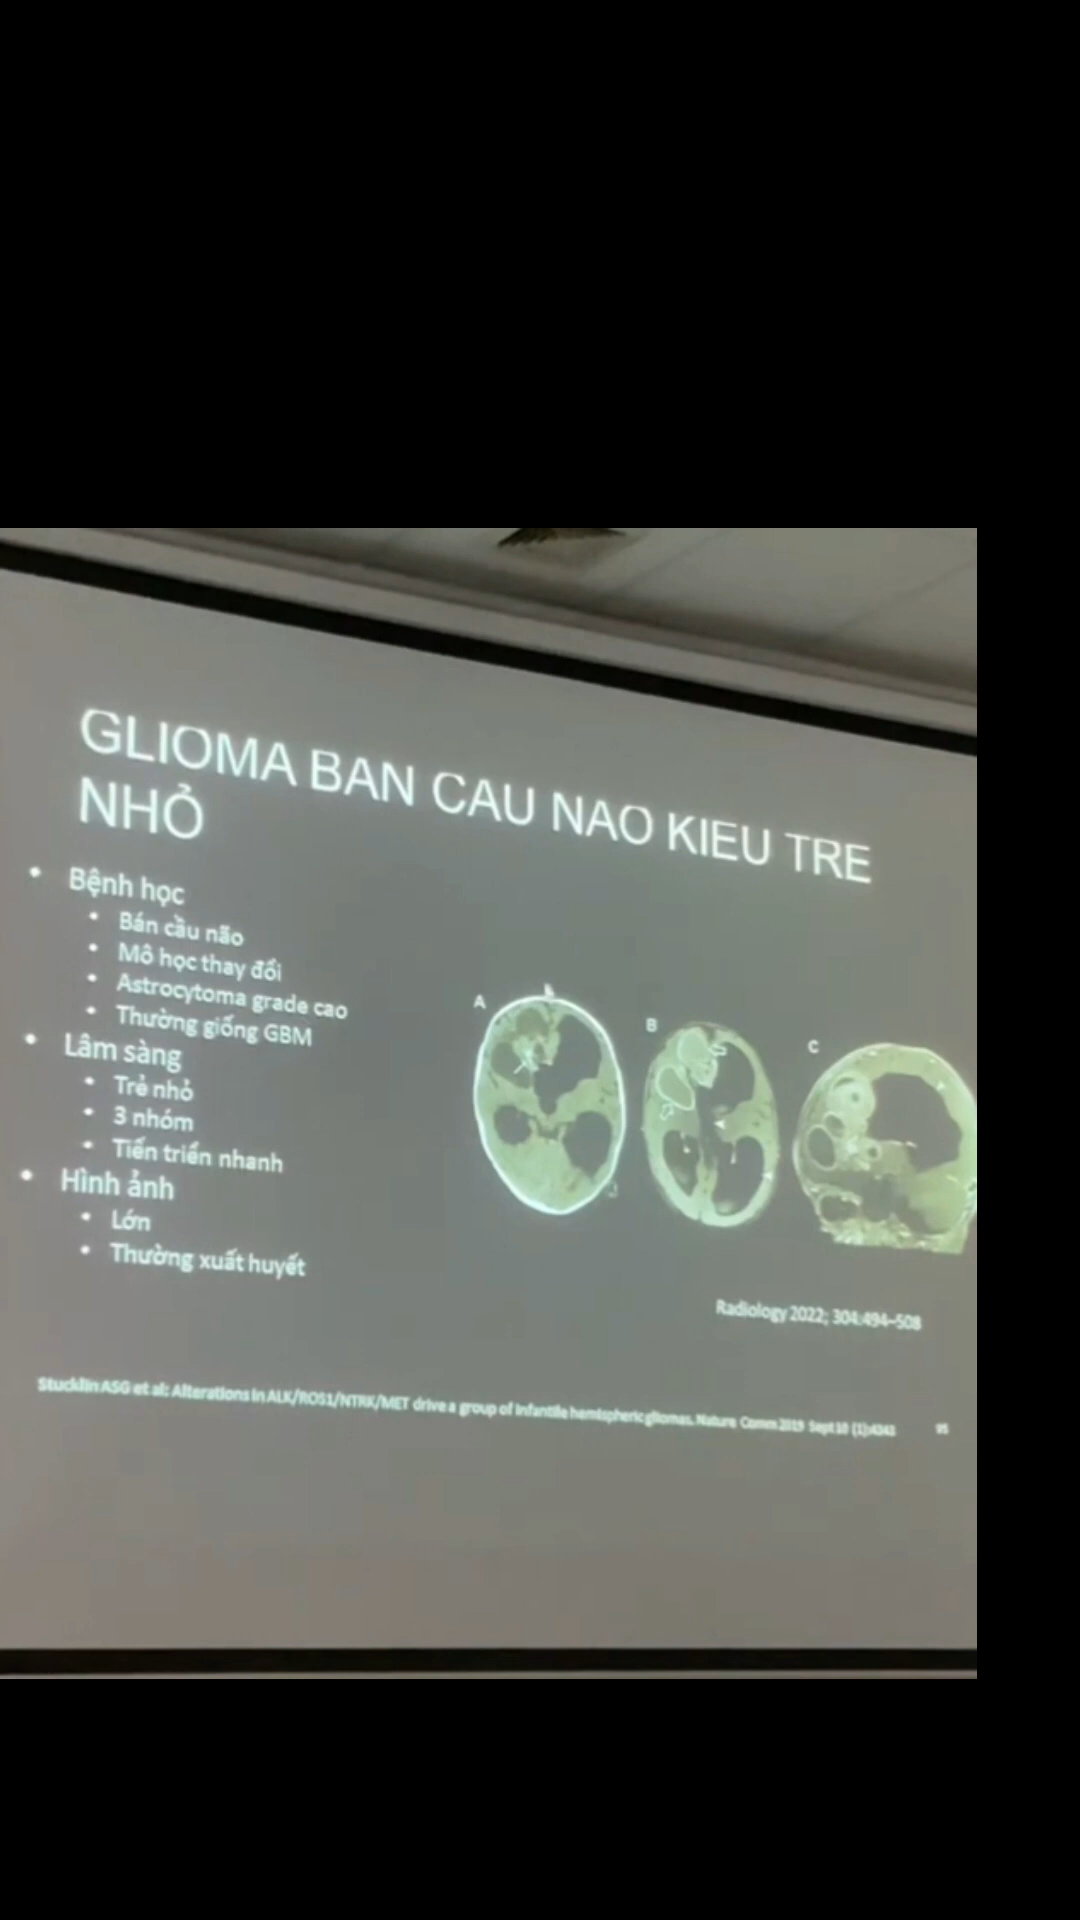 GLIOMA BAN CAU NAO KIEU TRE
NHỎ
• Bệnh học
• Bán cầu não
• Mô học thay đổi
• Astrocytoma grade cao
• Thường giống GBM
• Lâm sàng
• Trẻ nhỏ
• 3 nhóm
• Tiến triển nhanh
• Hình ảnh
• Lớn
• Thường xuất huyết
A
B
C
Radiology 2022; 304:494–508
Stucklin ASG et al: Alterations in ALK/ROS1/NTRK/MET drive a group of infantile hemispheric gliomas. Nature Comm 2019 Sept 10 (1):4343